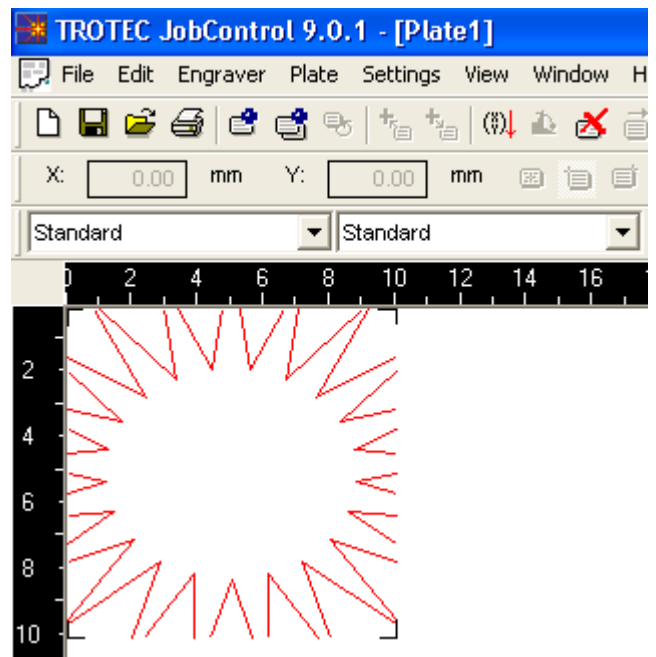 TROTEC JobControl 9.0.1 - [Plate1]
File Edit Engraver Plate Settings View Window H
X: 0.00 mm Y: 0.00 mm
Standard Standard
0 2 4 6 8 10 12 14 16 1
2
4
6
8
10